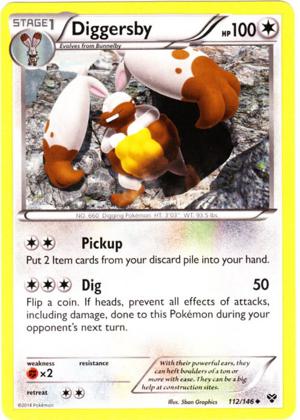 STAGE1
Diggersby
HP100
Evolves from Bunnelby
NO. 660 Digging Pokémon HT. 3'03" WT. 93.5 lbs.
Pickup
Put 2 Item cards from your discard pile into your hand.
Dig 50
Flip a coin. If heads, prevent all effects of attacks,
including damage, done to this Pokémon during your
opponent's next turn.
weakness resistance
×2
retreat
With their powerful ears, they
can heft boulders of a ton or
more with ease. They can be a big
help at construction sites.
Illus. 5ban Graphics 112/146
©2014 Pokémon